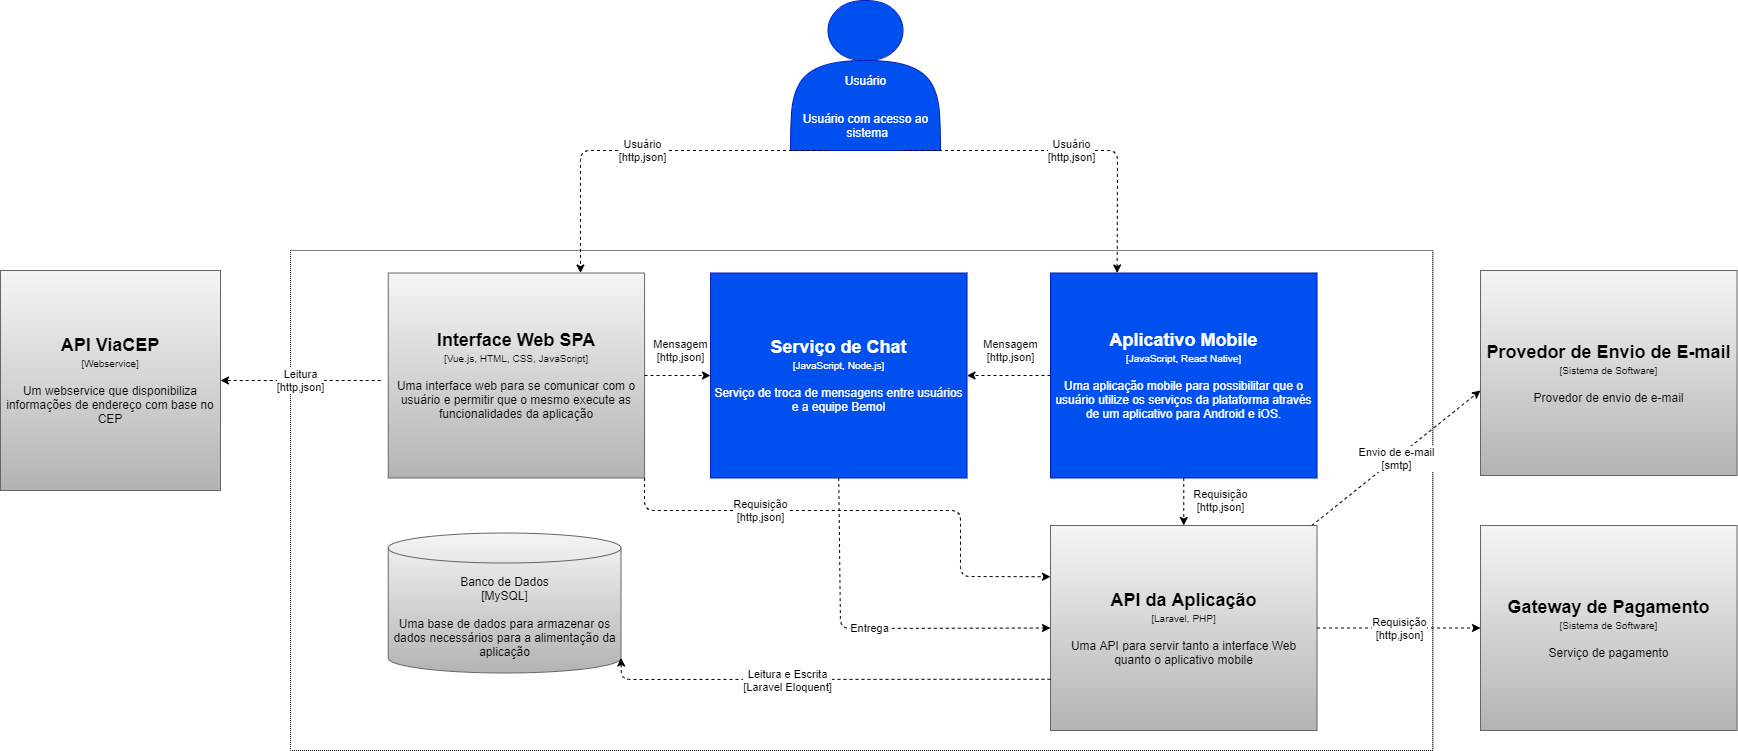 Usuário
Usuário com acesso ao
sistema
Usuário
[http,json]
Usuário
[http,json]
API ViaCEP
[Webservice]
Um webservice que disponibiliza
informações de endereço com base no
CEP
Leitura
[http,json]
Interface Web SPA
[Vue.js, HTML, CSS, JavaScript]
Uma interface web para se comunicar com o
usuário e permitir que o mesmo execute as
funcionalidades da aplicação
Mensagem
[http,json]
Serviço de Chat
[JavaScript, Node.js]
Serviço de troca de mensagens entre usuários
e a equipe Bemol
Mensagem
[http,json]
Aplicativo Mobile
[JavaScript, React Native]
Uma aplicação mobile para possibilitar que o
usuário utilize os serviços da plataforma através
de um aplicativo para Android e iOS.
Provedor de Envio de E-mail
[Sistema de Software]
Provedor de envio de e-mail
Envio de e-mail
[smtp]
Requisição
[http,json]
Requisição
[http,json]
Banco de Dados
[MySQL]
Uma base de dados para armazenar os
dados necessários para a alimentação da
aplicação
Entrega
Leitura e Escrita
[Laravel Eloquent]
API da Aplicação
[Laravel, PHP]
Uma API para servir tanto a interface Web
quanto o aplicativo mobile
Requisição
[http,json]
Gateway de Pagamento
[Sistema de Software]
Serviço de pagamento